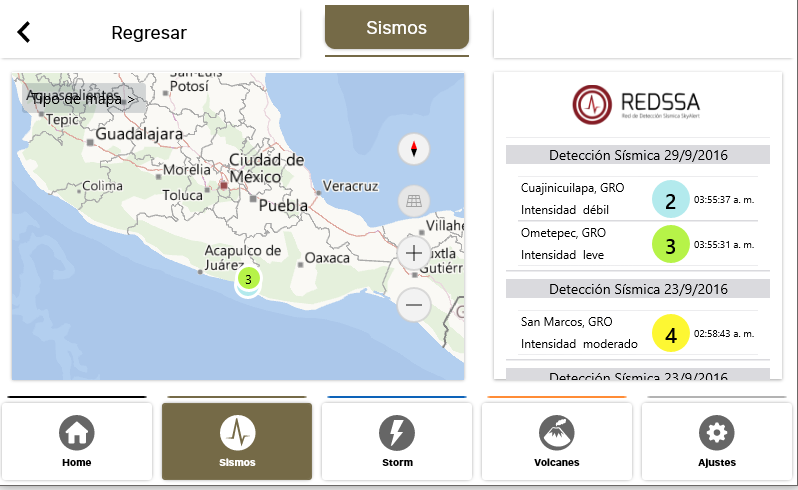 Regresar
Sismos
San Luis
Potosí
Aguascalientes
Tipo de mapa >
Tepic
Guadalajara
Colima
Morelia
Toluca
Ciudad de
México
Puebla
Veracruz
Acapulco de
Juárez
Oaxaca
Villahe
Tuxtla
Gutiérr
3
REDSSA
Red de Detección Sísmica SkyAlert
Detección Sísmica 29/9/2016
Cuajinicuilapa, GRO
Intensidad débil
2
03:55:37 a. m.
Ometepec, GRO
Intensidad leve
3
03:55:31 a. m.
Detección Sísmica 23/9/2016
San Marcos, GRO
Intensidad moderado
4
02:58:43 a. m.
Detección Sísmica 23/9/2016
Home
Sismos
Storm
Volcanes
Ajustes